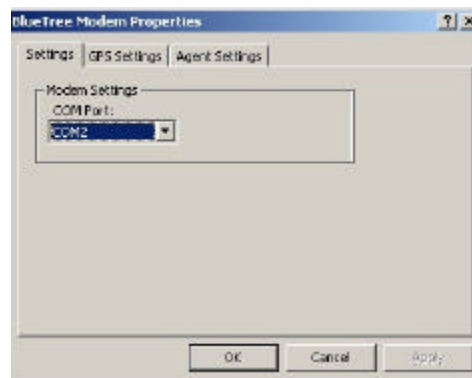 BlueTree Modem Properties
Settings GPS Settings Agent Settings
Modem Settings
COM Port:
COM2
OK Cancel Apply